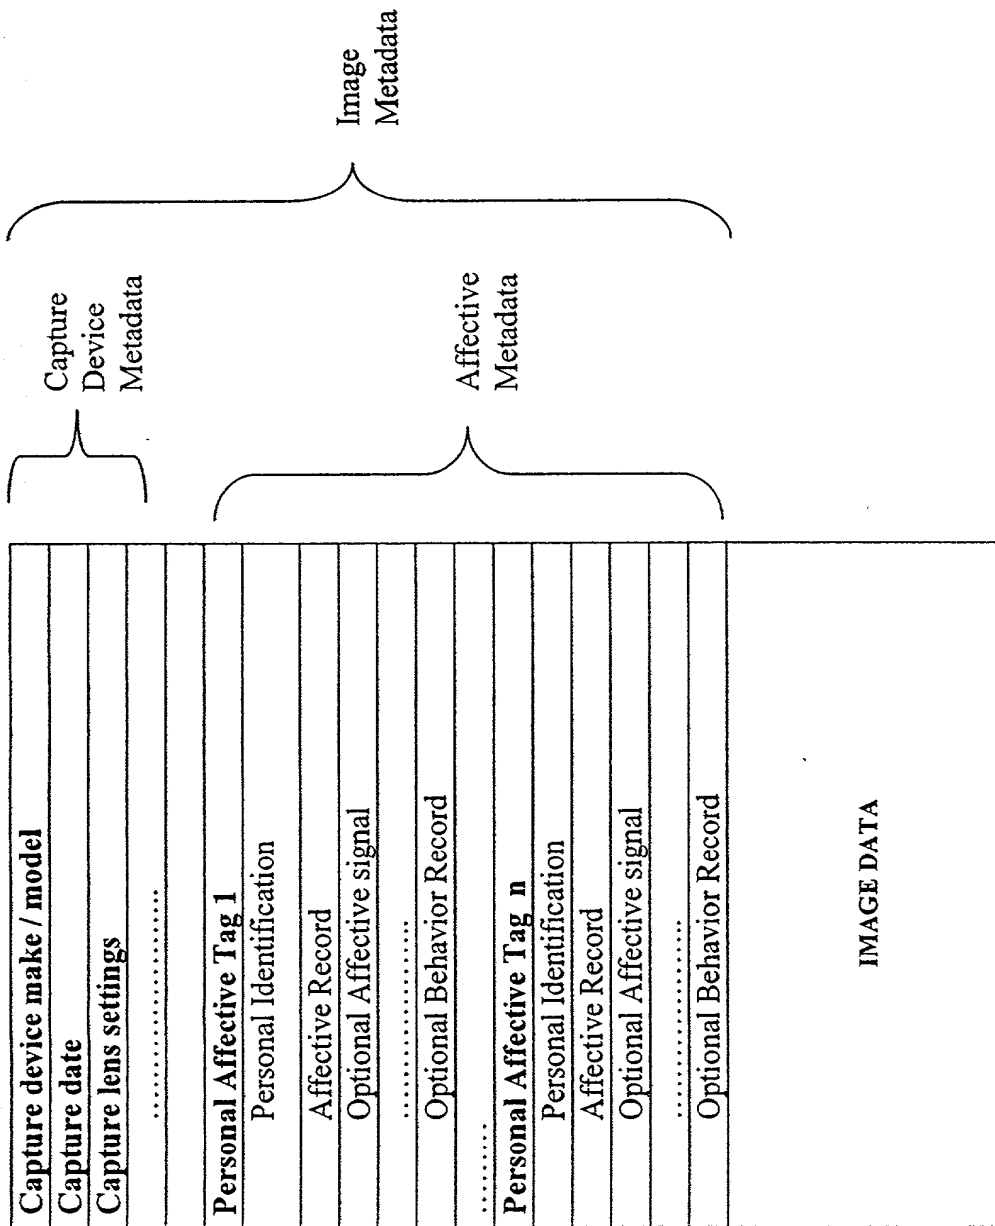 Capture device make / model
Capture date
Capture lens settings
.....................
Personal Affective Tag 1
Personal Identification
Affective Record
Optional Affective signal
.....................
Optional Behavior Record
.........
Personal Affective Tag n
Personal Identification
Affective Record
Optional Affective signal
.....................
Optional Behavior Record
IMAGE DATA
Capture
Device
Metadata
Affective
Metadata
Image
Metadata